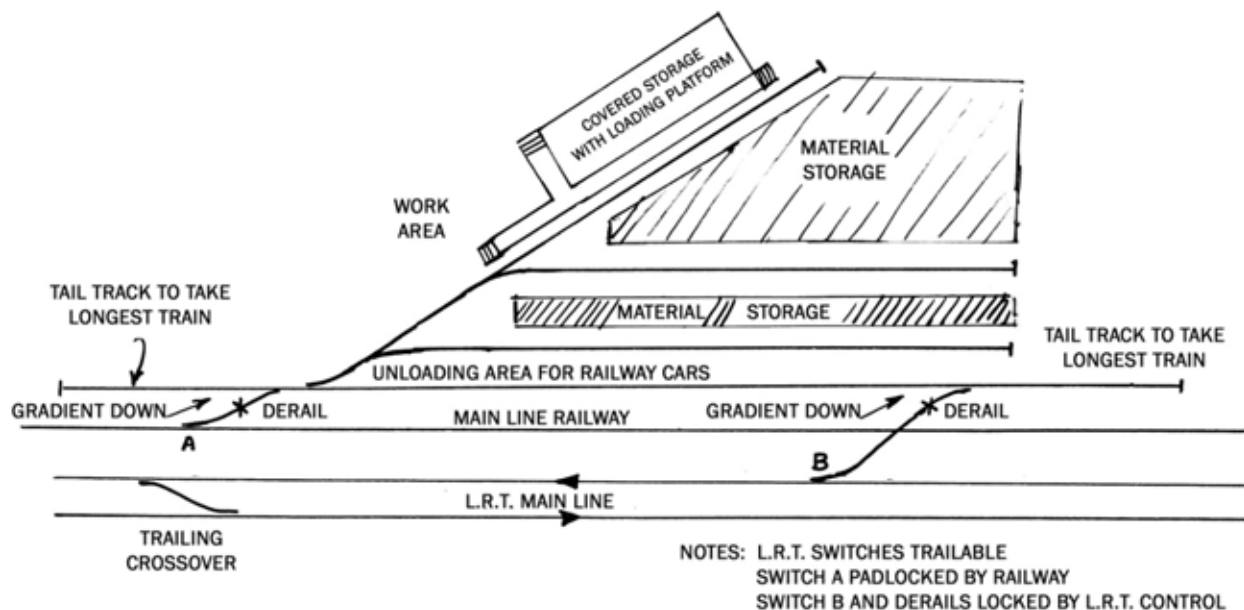 COVERED STORAGE
WITH LOADING PLATFORM
MATERIAL
STORAGE
WORK
AREA
TAIL TRACK TO TAKE
LONGEST TRAIN
MATERIAL STORAGE
TAIL TRACK TO TAKE
LONGEST TRAIN
UNLOADING AREA FOR RAILWAY CARS
GRADIENT DOWN DERAIL
GRADIENT DOWN DERAIL
MAIN LINE RAILWAY
A
B
L.R.T. MAIN LINE
TRAILING
CROSSOVER
NOTES: L.R.T. SWITCHES TRAILABLE
SWITCH A PADLOCKED BY RAILWAY
SWITCH B AND DERAILS LOCKED BY L.R.T. CONTROL